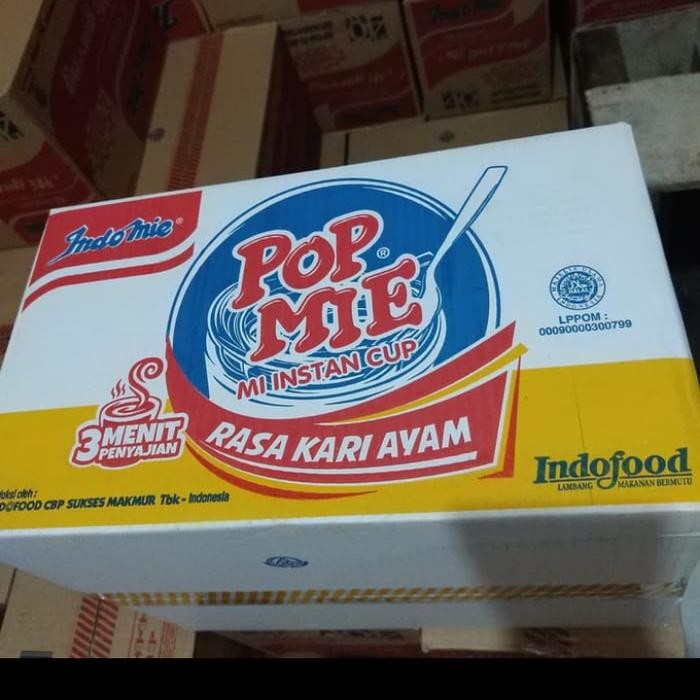 Indomie®
POP
MIE®
MI INSTAN CUP
RASA KARI AYAM
3 MENIT
PENYAJIAN
LPPOM :
00090000300799
Indofood
LAMBANG MAKANAN BERMUTU
oleh :
CBP SUKSES MAKMUR Tbk - Indonesia